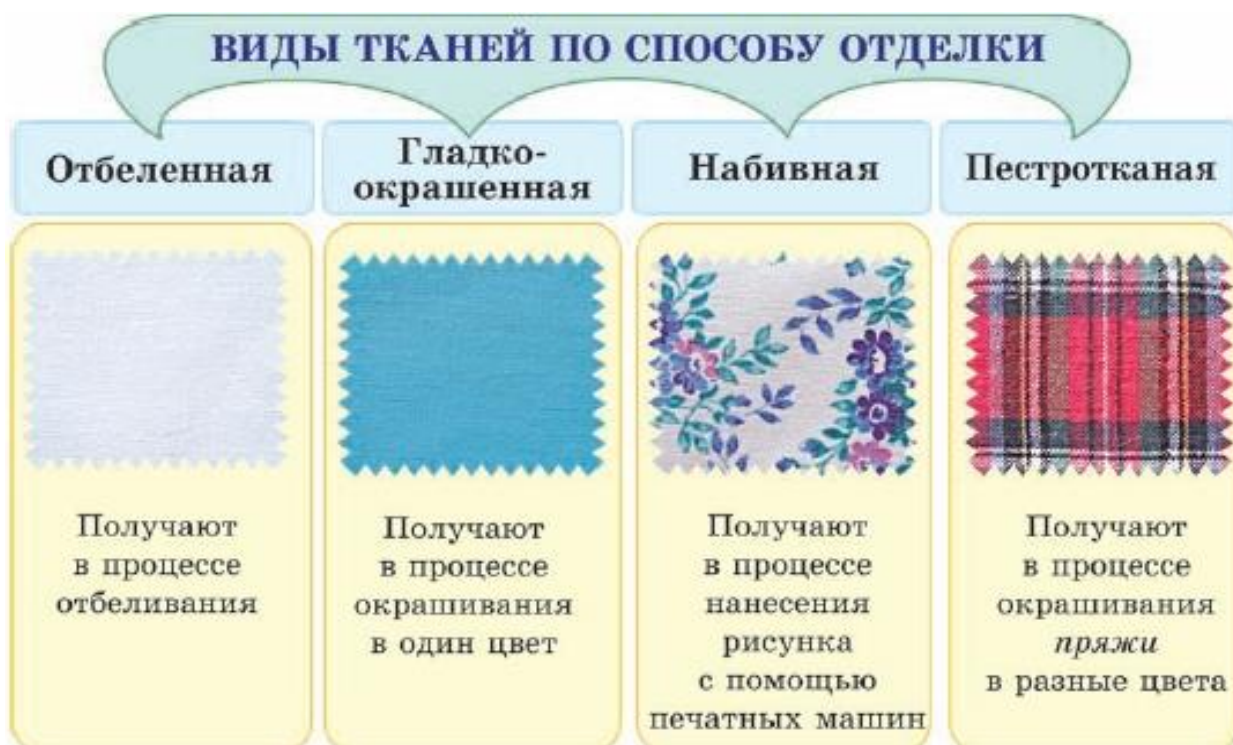 ВИДЫ ТКАНЕЙ ПО СПОСОБУ ОТДЕЛКИ
Отбеленная
Гладко-
окрашенная
Набивная
Пестротканая
Получают
в процессе
отбеливания
Получают
в процессе
окрашивания
в один цвет
Получают
в процессе
нанесения
рисунка
с помощью
печатных машин
Получают
в процессе
окрашивания
пряжи
в разные цвета